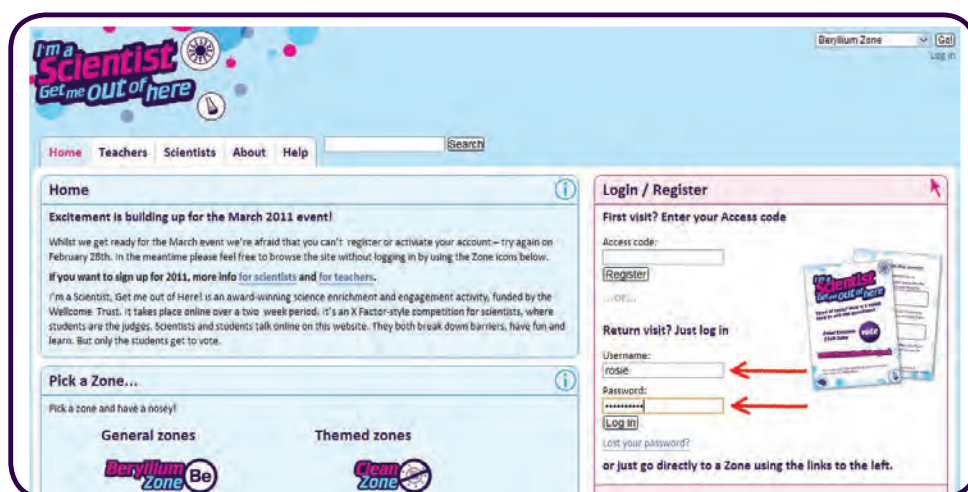 I'm a
Scientist
Get me OUT of here
Beryllium Zone
Go!
Log in
Home Teachers Scientists About Help
Search
Home
Excitement is building up for the March 2011 event!
Whilst we get ready for the March event we're afraid that you can't register or activiate your account – try again on
February 28th. In the meantime please feel free to browse the site without logging in by using the Zone icons below.
If you want to sign up for 2011, more info for scientists and for teachers.
I'm a Scientist, Get me out of Here! is an award-winning science enrichment and engagement activity, funded by the
Wellcome Trust. It takes place online over a two week period. It's an X Factor-style competition for scientists, where
students are the judges. Scientists and students talk online on this website. They both break down barriers, have fun and
learn. But only the students get to vote.
Pick a Zone...
Pick a zone and have a nosey!
General zones
Themed zones
Beryllium
Zone
Be
Clean
Zone
Login / Register
First visit? Enter your Access code
Access code:
Register
...or...
Return visit? Just log in
Username:
rosie
Password:
Log in
Lost your password?
or just go directly to a Zone using the links to the left.
I'm a
Scientist
Get me OUT of here
vote